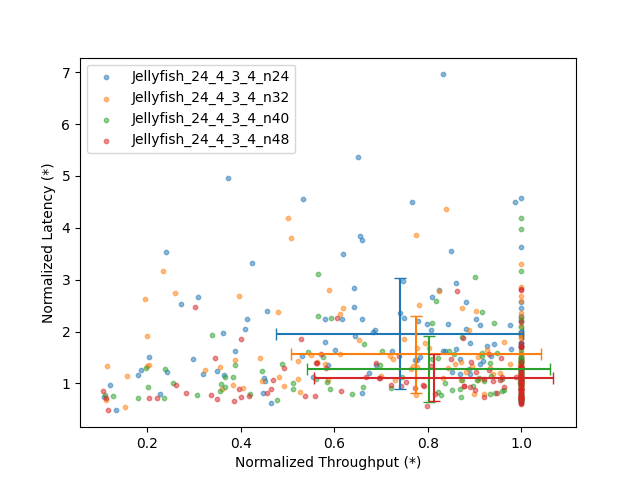 7
6
5
4
3
2
1
Normalized Latency (*)
Jellyfish_24_4_3_4_n24
Jellyfish_24_4_3_4_n32
Jellyfish_24_4_3_4_n40
Jellyfish_24_4_3_4_n48
0.2 0.4 0.6 0.8 1.0
Normalized Throughput (*)